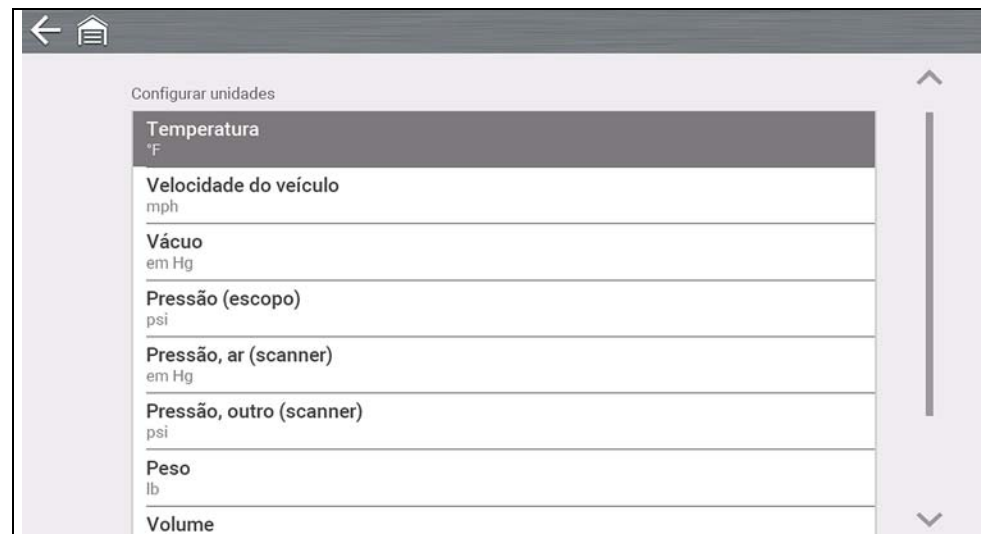 Configurar unidades
Temperatura
°F
Velocidade do veículo
mph
Vácuo
em Hg
Pressão (escopo)
psi
Pressão, ar (scanner)
em Hg
Pressão, outro (scanner)
psi
Peso
lb
Volume